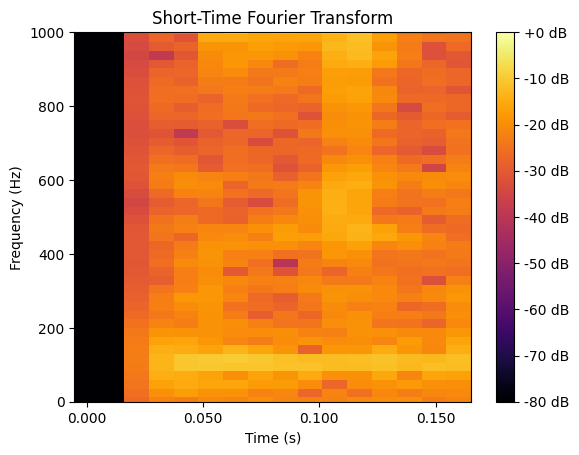 Short-Time Fourier Transform
1000
800
600
400
200
0
Frequency (Hz)
0.000
0.050
0.100
0.150
Time (s)
+0 dB
-10 dB
-20 dB
-30 dB
-40 dB
-50 dB
-60 dB
-70 dB
-80 dB